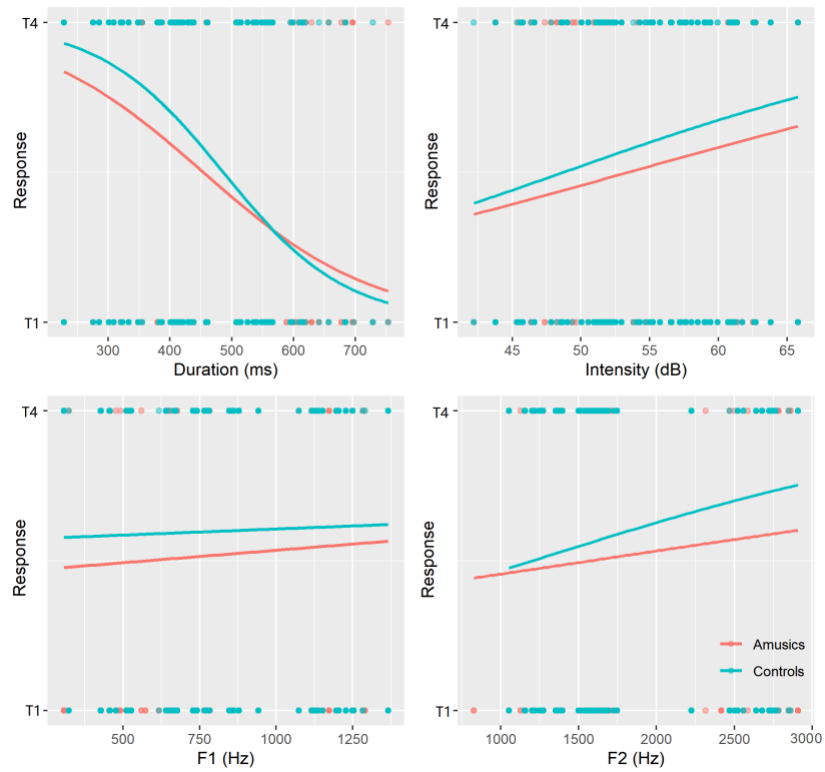 T4
Response
T1
300 400 500 600 700
Duration (ms)
T4
Response
T1
45 50 55 60 65
Intensity (dB)
T4
Response
T1
500 750 1000 1250
F1 (Hz)
T4
Response
Amusics
Controls
T1
1000 1500 2000 2500 3000
F2 (Hz)